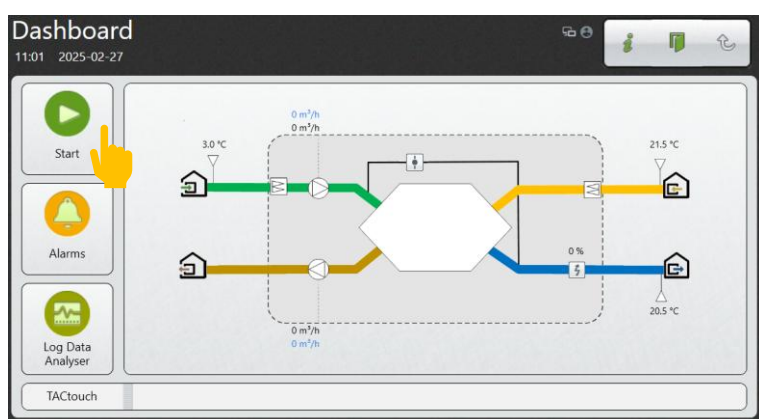 Dashboard
11:01 2025-02-27
Start
Alarms
Log Data
Analyser
TACtouch
0 m³/h
0 m³/h
3.0 °C
21.5 °C
0 %
20.5 °C
0 m³/h
0 m³/h